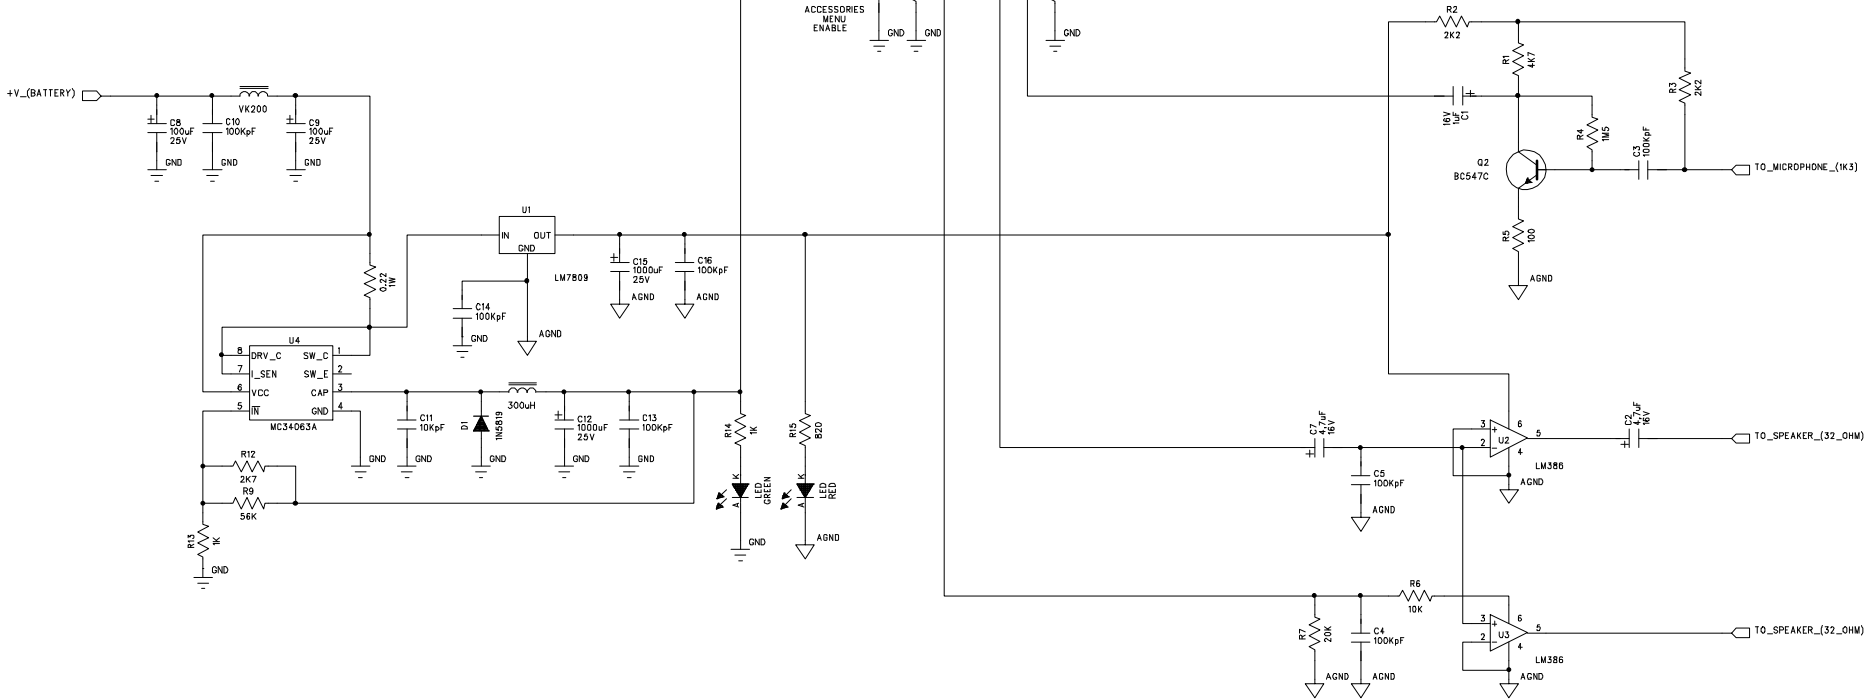 ACCESSORIES
MENU
ENABLE
GND
GND
GND
R2
2K2
R1
4K7
R3
2K2
+V_(BATTERY)
VK200
C8
100uF
25V
C10
100KpF
C9
100uF
25V
GND
GND
GND
16V
1uF
C1
R4
1M5
C3
100KpF
Q2
BC547C
TO_MICROPHONE_(1K3)
R5
100
AGND
U1
IN
OUT
GND
LM7809
0,22
1W
C15
1000uF
25V
C16
100KpF
AGND
AGND
C14
100KpF
GND
AGND
U4
8
DRV_C
SW_C
1
7
I_SEN
SW_E
2
6
VCC
CAP
3
5
IN
GND
4
MC34063A
300uH
C11
10KpF
D1
1N5819
C12
1000uF
25V
C13
100KpF
R14
1K
R15
820
GND
GND
GND
GND
GND
R12
2K7
R9
56K
R13
1K
GND
K
LED
GREEN
A
GND
K
LED
RED
A
AGND
C7
4,7uF
16V
C5
100KpF
AGND
3
+
2
-
U2
6
5
4
LM386
AGND
C2
4,7uF
16V
TO_SPEAKER_(32_OHM)
R6
10K
R7
20K
C4
100KpF
AGND
AGND
3
+
2
-
U3
6
5
4
LM386
AGND
TO_SPEAKER_(32_OHM)